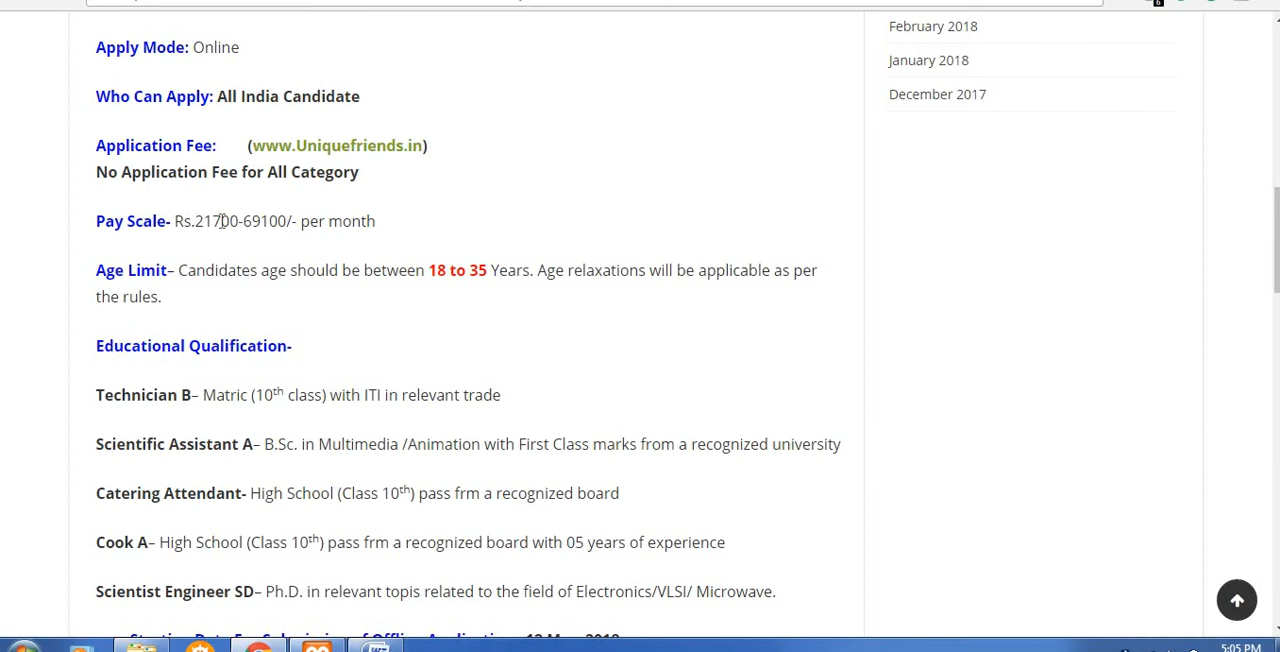 February 2018
Apply Mode: Online
January 2018
Who Can Apply: All India Candidate
December 2017
Application Fee: (www.Uniquefriends.in)
No Application Fee for All Category
Pay Scale- Rs.21700-69100/- per month
Age Limit– Candidates age should be between 18 to 35 Years. Age relaxations will be applicable as per
the rules.
Educational Qualification-
Technician B– Matric (10th class) with ITI in relevant trade
Scientific Assistant A– B.Sc. in Multimedia /Animation with First Class marks from a recognized university
Catering Attendant- High School (Class 10th) pass frm a recognized board
Cook A– High School (Class 10th) pass frm a recognized board with 05 years of experience
Scientist Engineer SD– Ph.D. in relevant topis related to the field of Electronics/VLSI/ Microwave.
5:05 PM